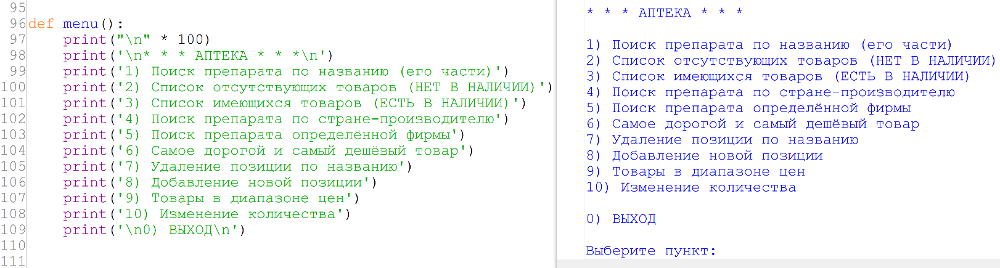 95
96 def menu():
97     print("\n" * 100)
98     print('\n* * * АПТЕКА * * *\n')
99     print('1) Поиск препарата по названию (его части)')
100     print('2) Список отсутствующих товаров (НЕТ В НАЛИЧИИ)')
101     print('3) Список имеющихся товаров (ЕСТЬ В НАЛИЧИИ)')
102     print('4) Поиск препарата по стране-производителю')
103     print('5) Поиск препарата определённой фирмы')
104     print('6) Самое дорогой и самый дешёвый товар')
105     print('7) Удаление позиции по названию')
106     print('8) Добавление новой позиции')
107     print('9) Товары в диапазоне цен')
108     print('10) Изменение количества')
109     print('\n0) ВЫХОД\n')
110
111
* * * АПТЕКА * * *
1) Поиск препарата по названию (его части)
2) Список отсутствующих товаров (НЕТ В НАЛИЧИИ)
3) Список имеющихся товаров (ЕСТЬ В НАЛИЧИИ)
4) Поиск препарата по стране-производителю
5) Поиск препарата определённой фирмы
6) Самое дорогой и самый дешёвый товар
7) Удаление позиции по названию
8) Добавление новой позиции
9) Товары в диапазоне цен
10) Изменение количества
0) ВЫХОД
Выберите пункт: